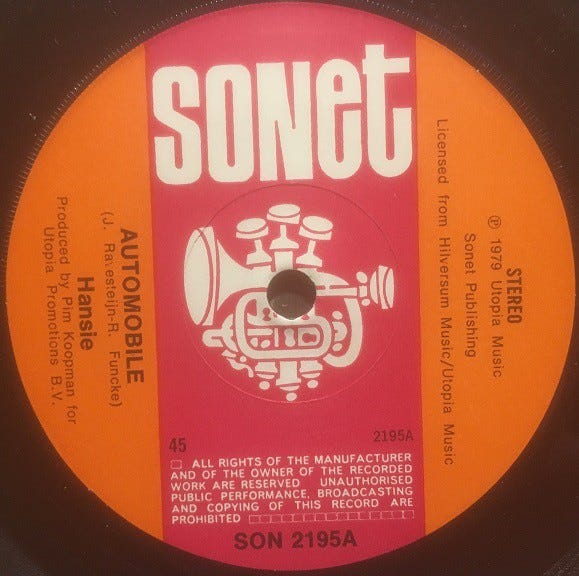 SONet
AUTOMOBILE
(J. Ravesteijn-R. Funcke)
Hansie
Produced by Pim Koopman for
Utopia Promotions B.V.
STEREO
℗ 1979 Utopia Music
Sonet Publishing
Licensed from Hilversum Music/Utopia Music
45
2195A
ALL RIGHTS OF THE MANUFACTURER
AND OF THE OWNER OF THE RECORDED
WORK ARE RESERVED UNAUTHORISED
PUBLIC PERFORMANCE, BROADCASTING
AND COPYING OF THIS RECORD ARE
PROHIBITED
SON 2195A